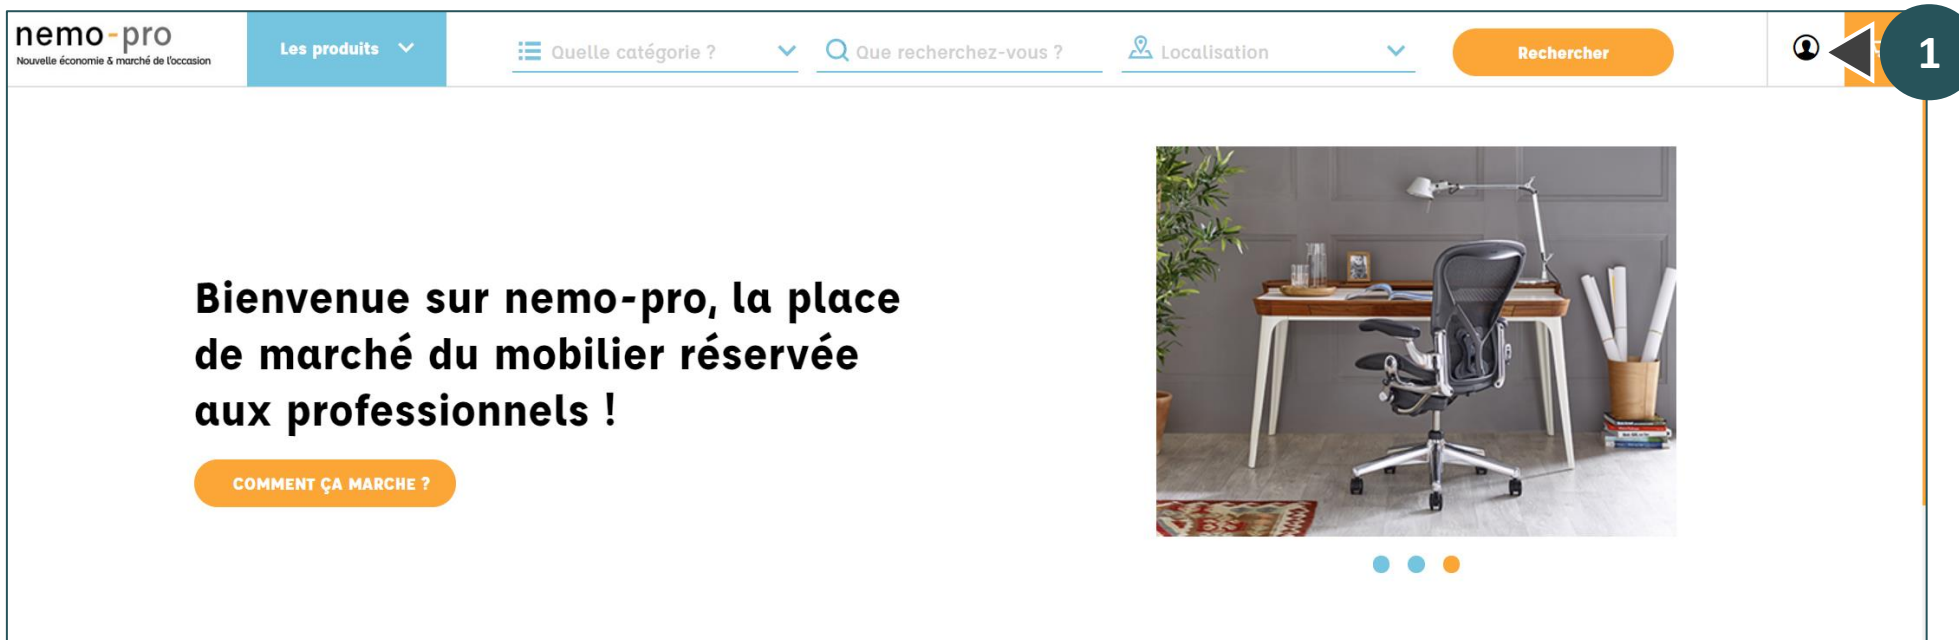 nemo-pro
Nouvelle économie & marché de l'occasion
Les produits
Quelle catégorie ?
Que recherchez-vous ?
Localisation
Rechercher
1
Bienvenue sur nemo-pro, la place
de marché du mobilier réservée
aux professionnels !
COMMENT ÇA MARCHE ?